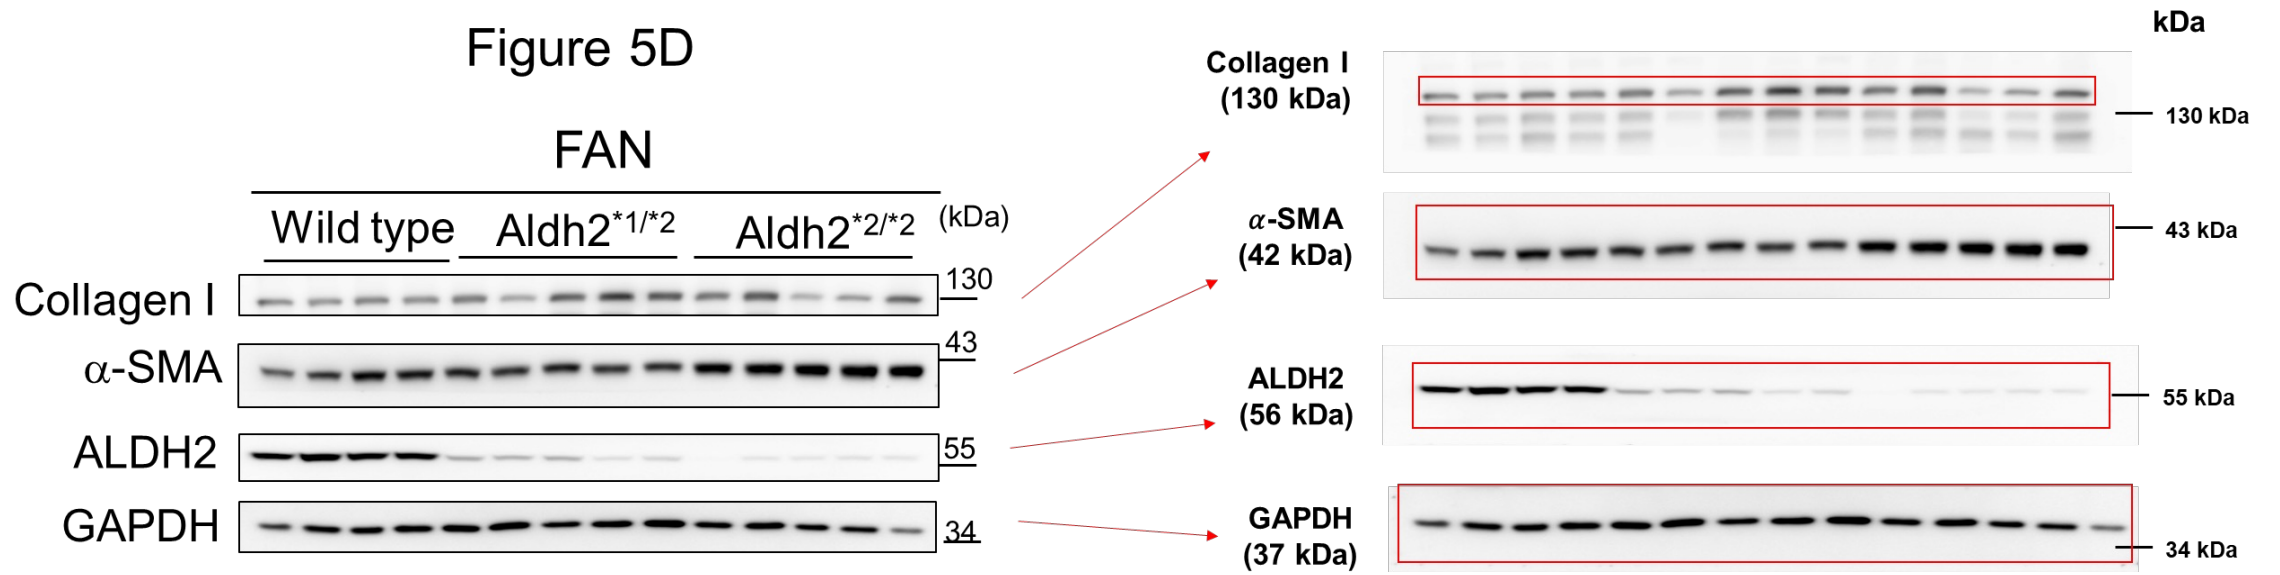 Figure 5D
FAN
Wild type Aldh2*1/*2 Aldh2*2/*2 (kDa)
Collagen I 130
α-SMA 43
ALDH2 55
GAPDH 34
kDa
Collagen I
(130 kDa)
130 kDa
α-SMA
(42 kDa)
43 kDa
ALDH2
(56 kDa)
55 kDa
GAPDH
(37 kDa)
34 kDa